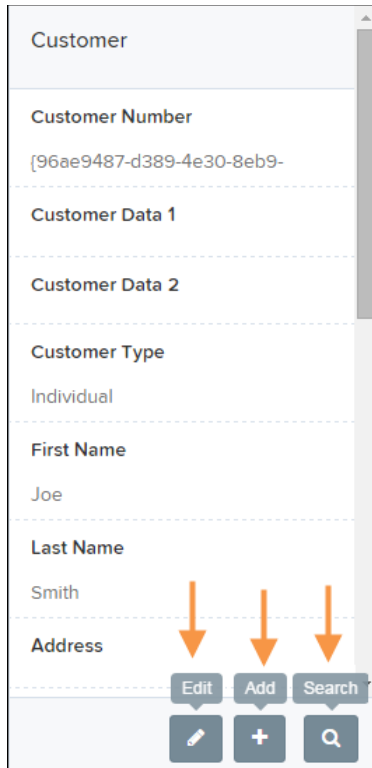 Customer
Customer Number
{96ae9487-d389-4e30-8eb9-
Customer Data 1
Customer Data 2
Customer Type
Individual
First Name
Joe
Last Name
Smith
Address
Edit Add Search